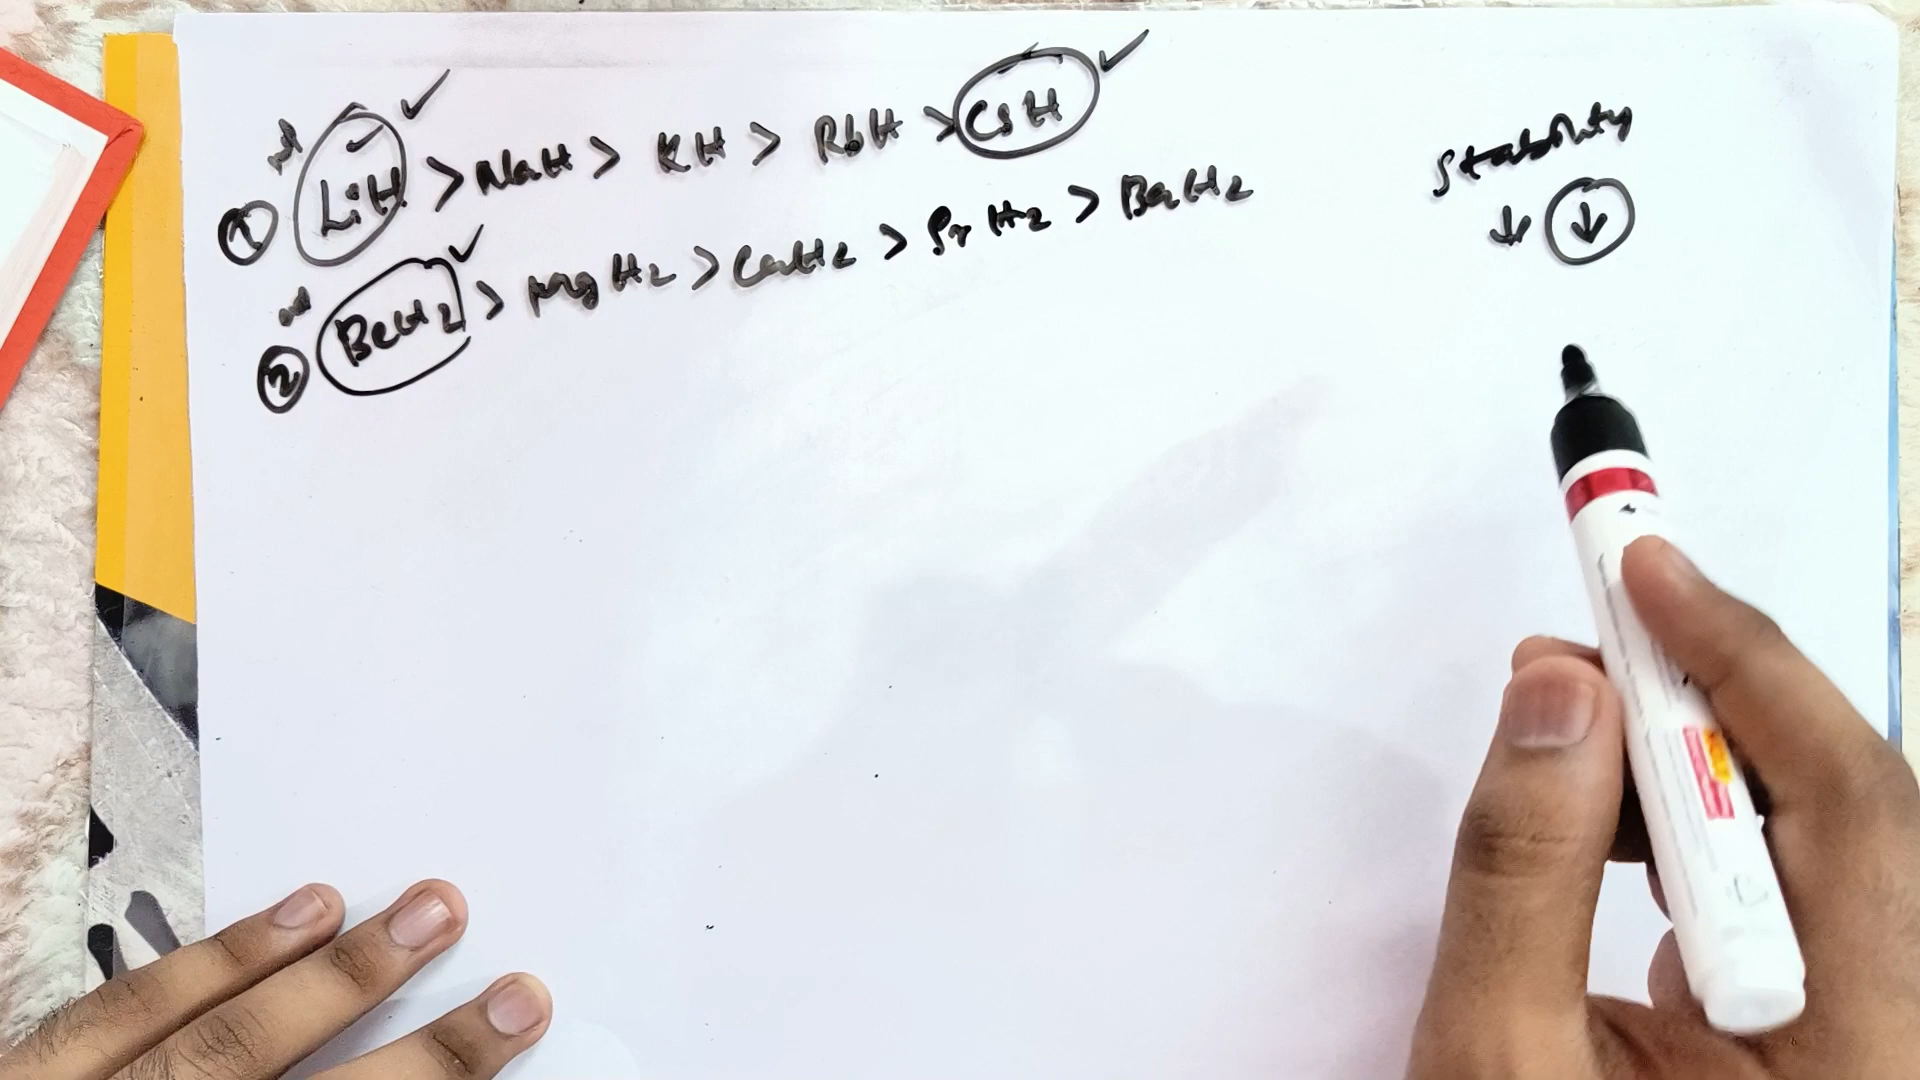 ① LiH > NaH > KH > RbH > CsH
② BeH2 > MgH2 > CaH2 > SrH2 > BaH2
Stability
↓ ↓